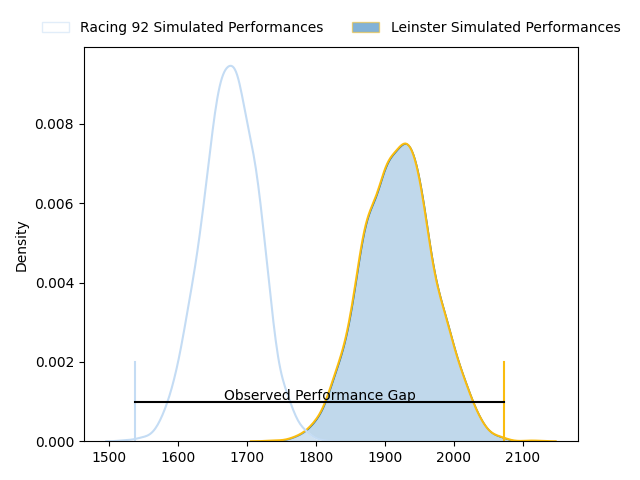 Racing 92 Simulated Performances
Leinster Simulated Performances
Density
0.008
0.006
0.004
0.002
0.000
Observed Performance Gap
1500 1600 1700 1800 1900 2000 2100